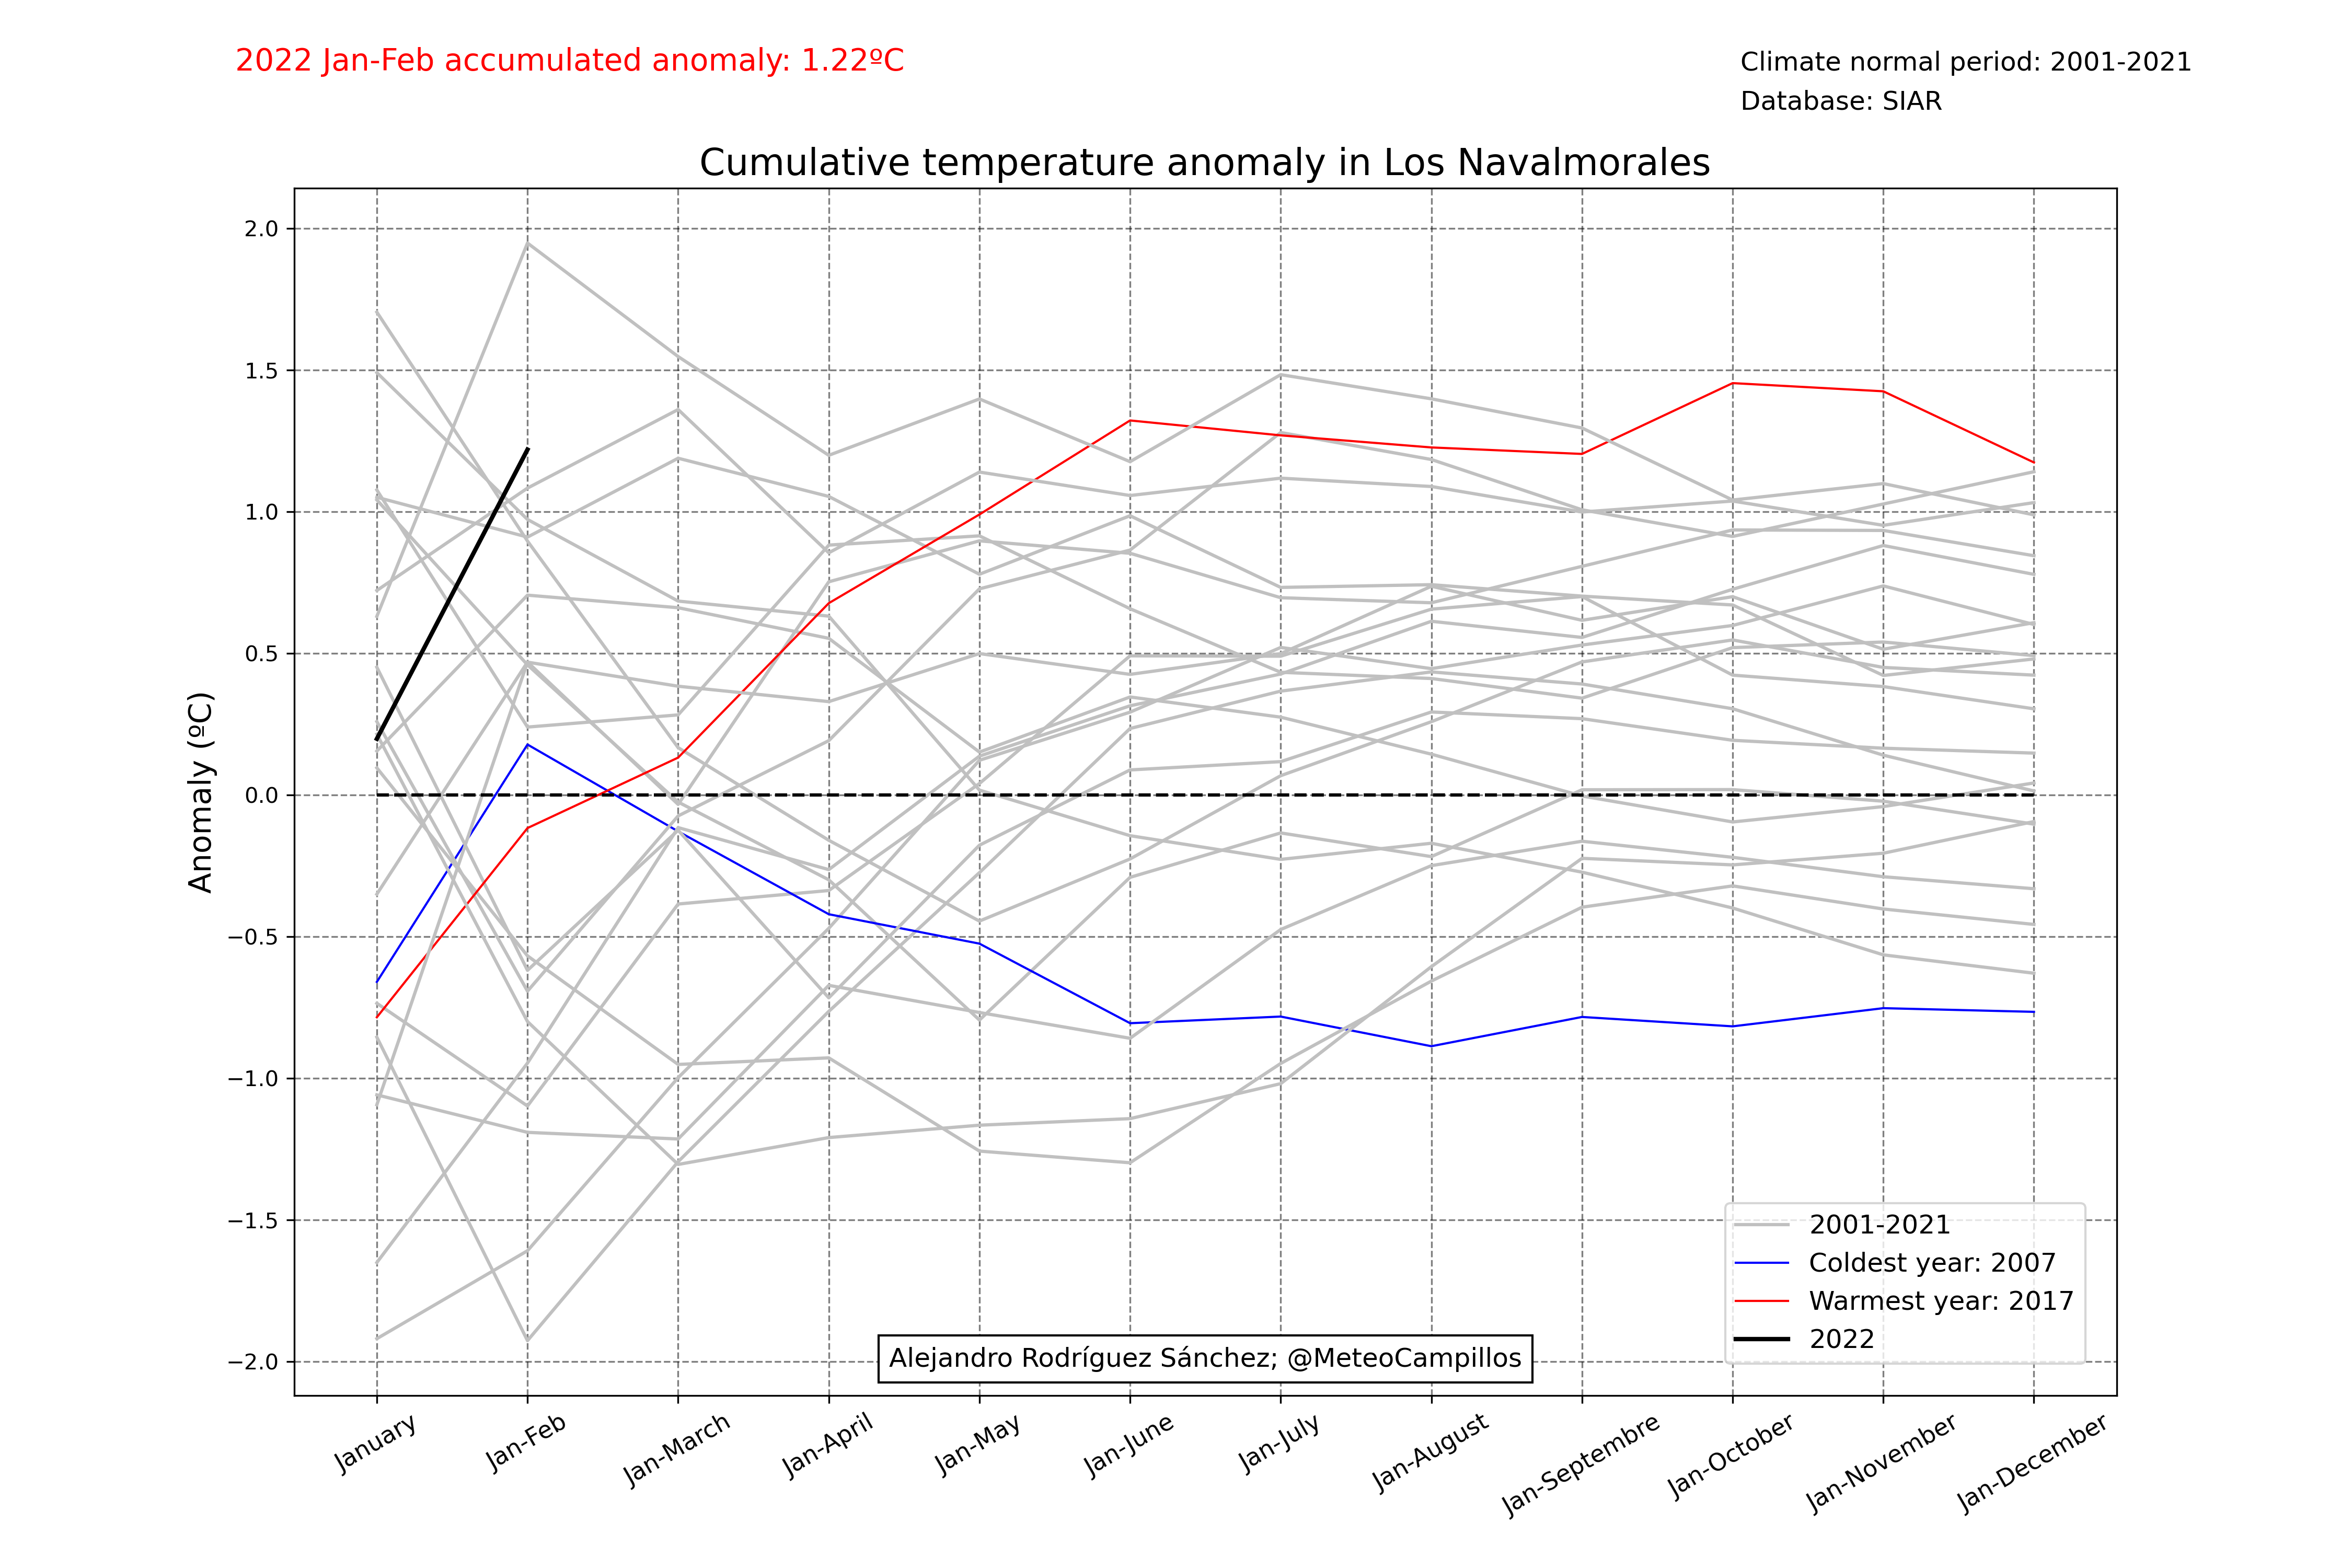 2022 Jan-Feb accumulated anomaly: 1.22ºC
Climate normal period: 2001-2021
Database: SIAR
Cumulative temperature anomaly in Los Navalmorales
Anomaly (ºC)
2.0
1.5
1.0
0.5
0.0
−0.5
−1.0
−1.5
−2.0
2001-2021
Coldest year: 2007
Warmest year: 2017
2022
Alejandro Rodríguez Sánchez; @MeteoCampillos
January
Jan-Feb
Jan-March
Jan-April
Jan-May
Jan-June
Jan-July
Jan-August
Jan-Septembre
Jan-October
Jan-November
Jan-December